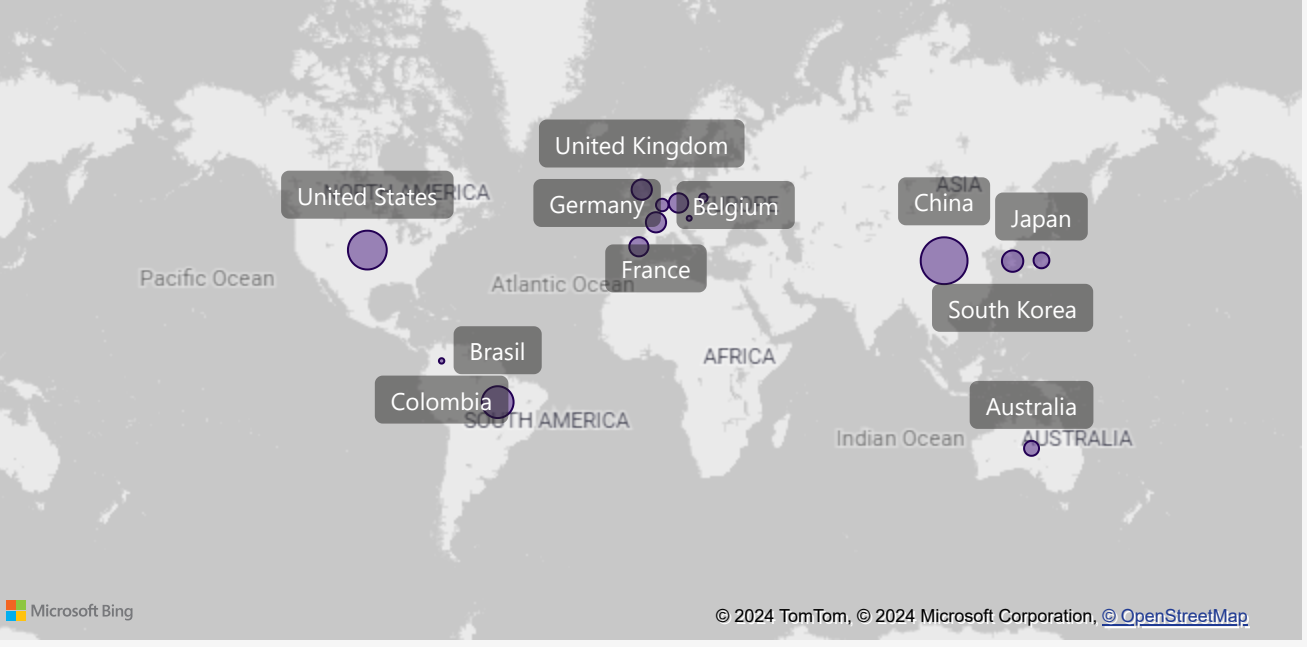 United Kingdom
NORTH AMERICA
United States
ASIA
China
Germany
EUROPE
Belgium
Japan
France
Pacific Ocean
Atlantic Ocean
South Korea
Brasil
AFRICA
Colombia
SOUTH AMERICA
Australia
Indian Ocean
AUSTRALIA
Microsoft Bing
© 2024 TomTom, © 2024 Microsoft Corporation, © OpenStreetMap